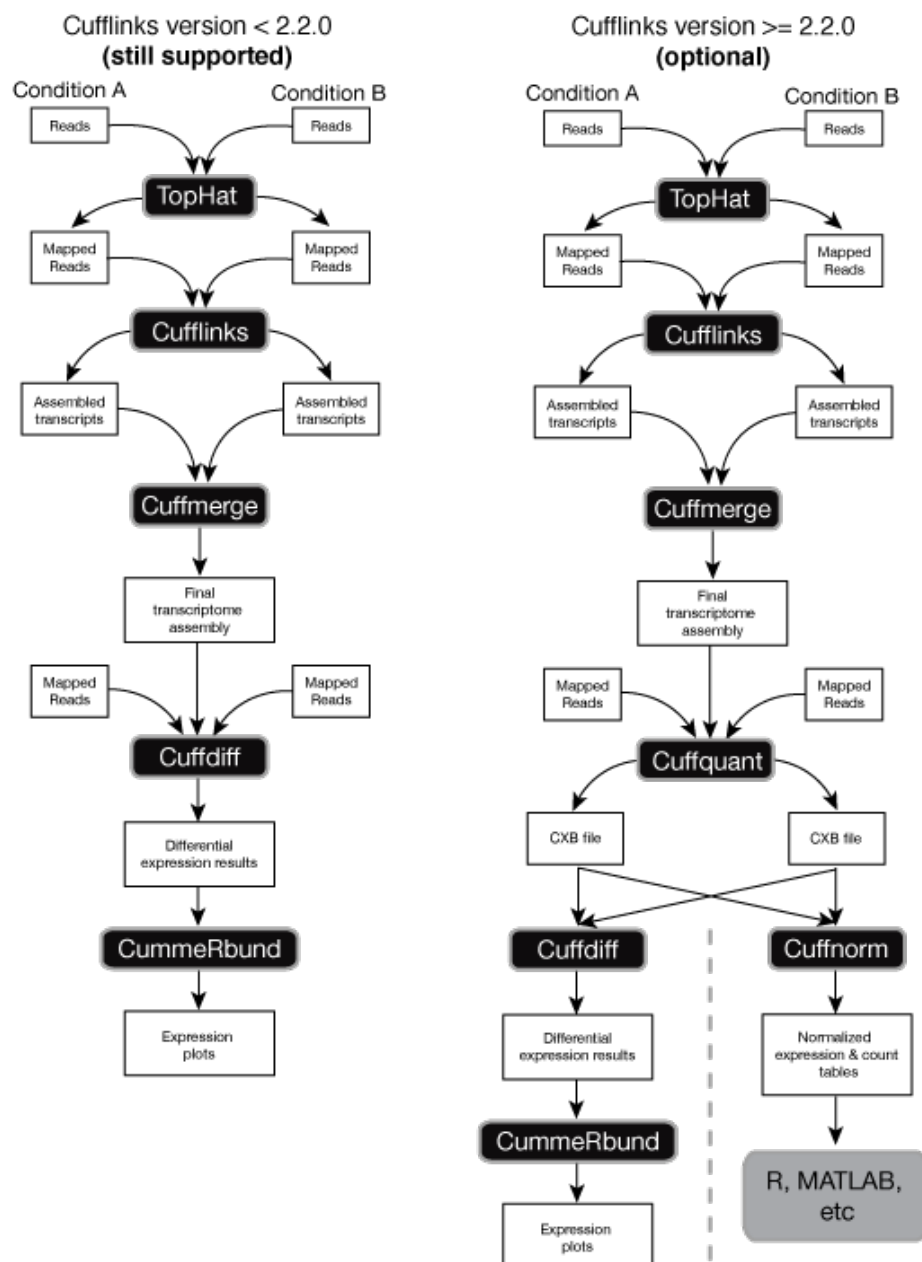 Cufflinks version < 2.2.0
(still supported)
Condition A
Condition B
Reads
Reads
TopHat
Mapped
Reads
Mapped
Reads
Cufflinks
Assembled
transcripts
Assembled
transcripts
Cuffmerge
Final
transcriptome
assembly
Mapped
Reads
Mapped
Reads
Cuffdiff
Differential
expression results
CummeRbund
Expression
plots
Cufflinks version >= 2.2.0
(optional)
Condition A
Condition B
Reads
Reads
TopHat
Mapped
Reads
Mapped
Reads
Cufflinks
Assembled
transcripts
Assembled
transcripts
Cuffmerge
Final
transcriptome
assembly
Mapped
Reads
Mapped
Reads
Cuffquant
CXB file
CXB file
Cuffdiff
Differential
expression results
CummeRbund
Expression
plots
Cuffnorm
Normalized
expression & count
tables
R, MATLAB,
etc